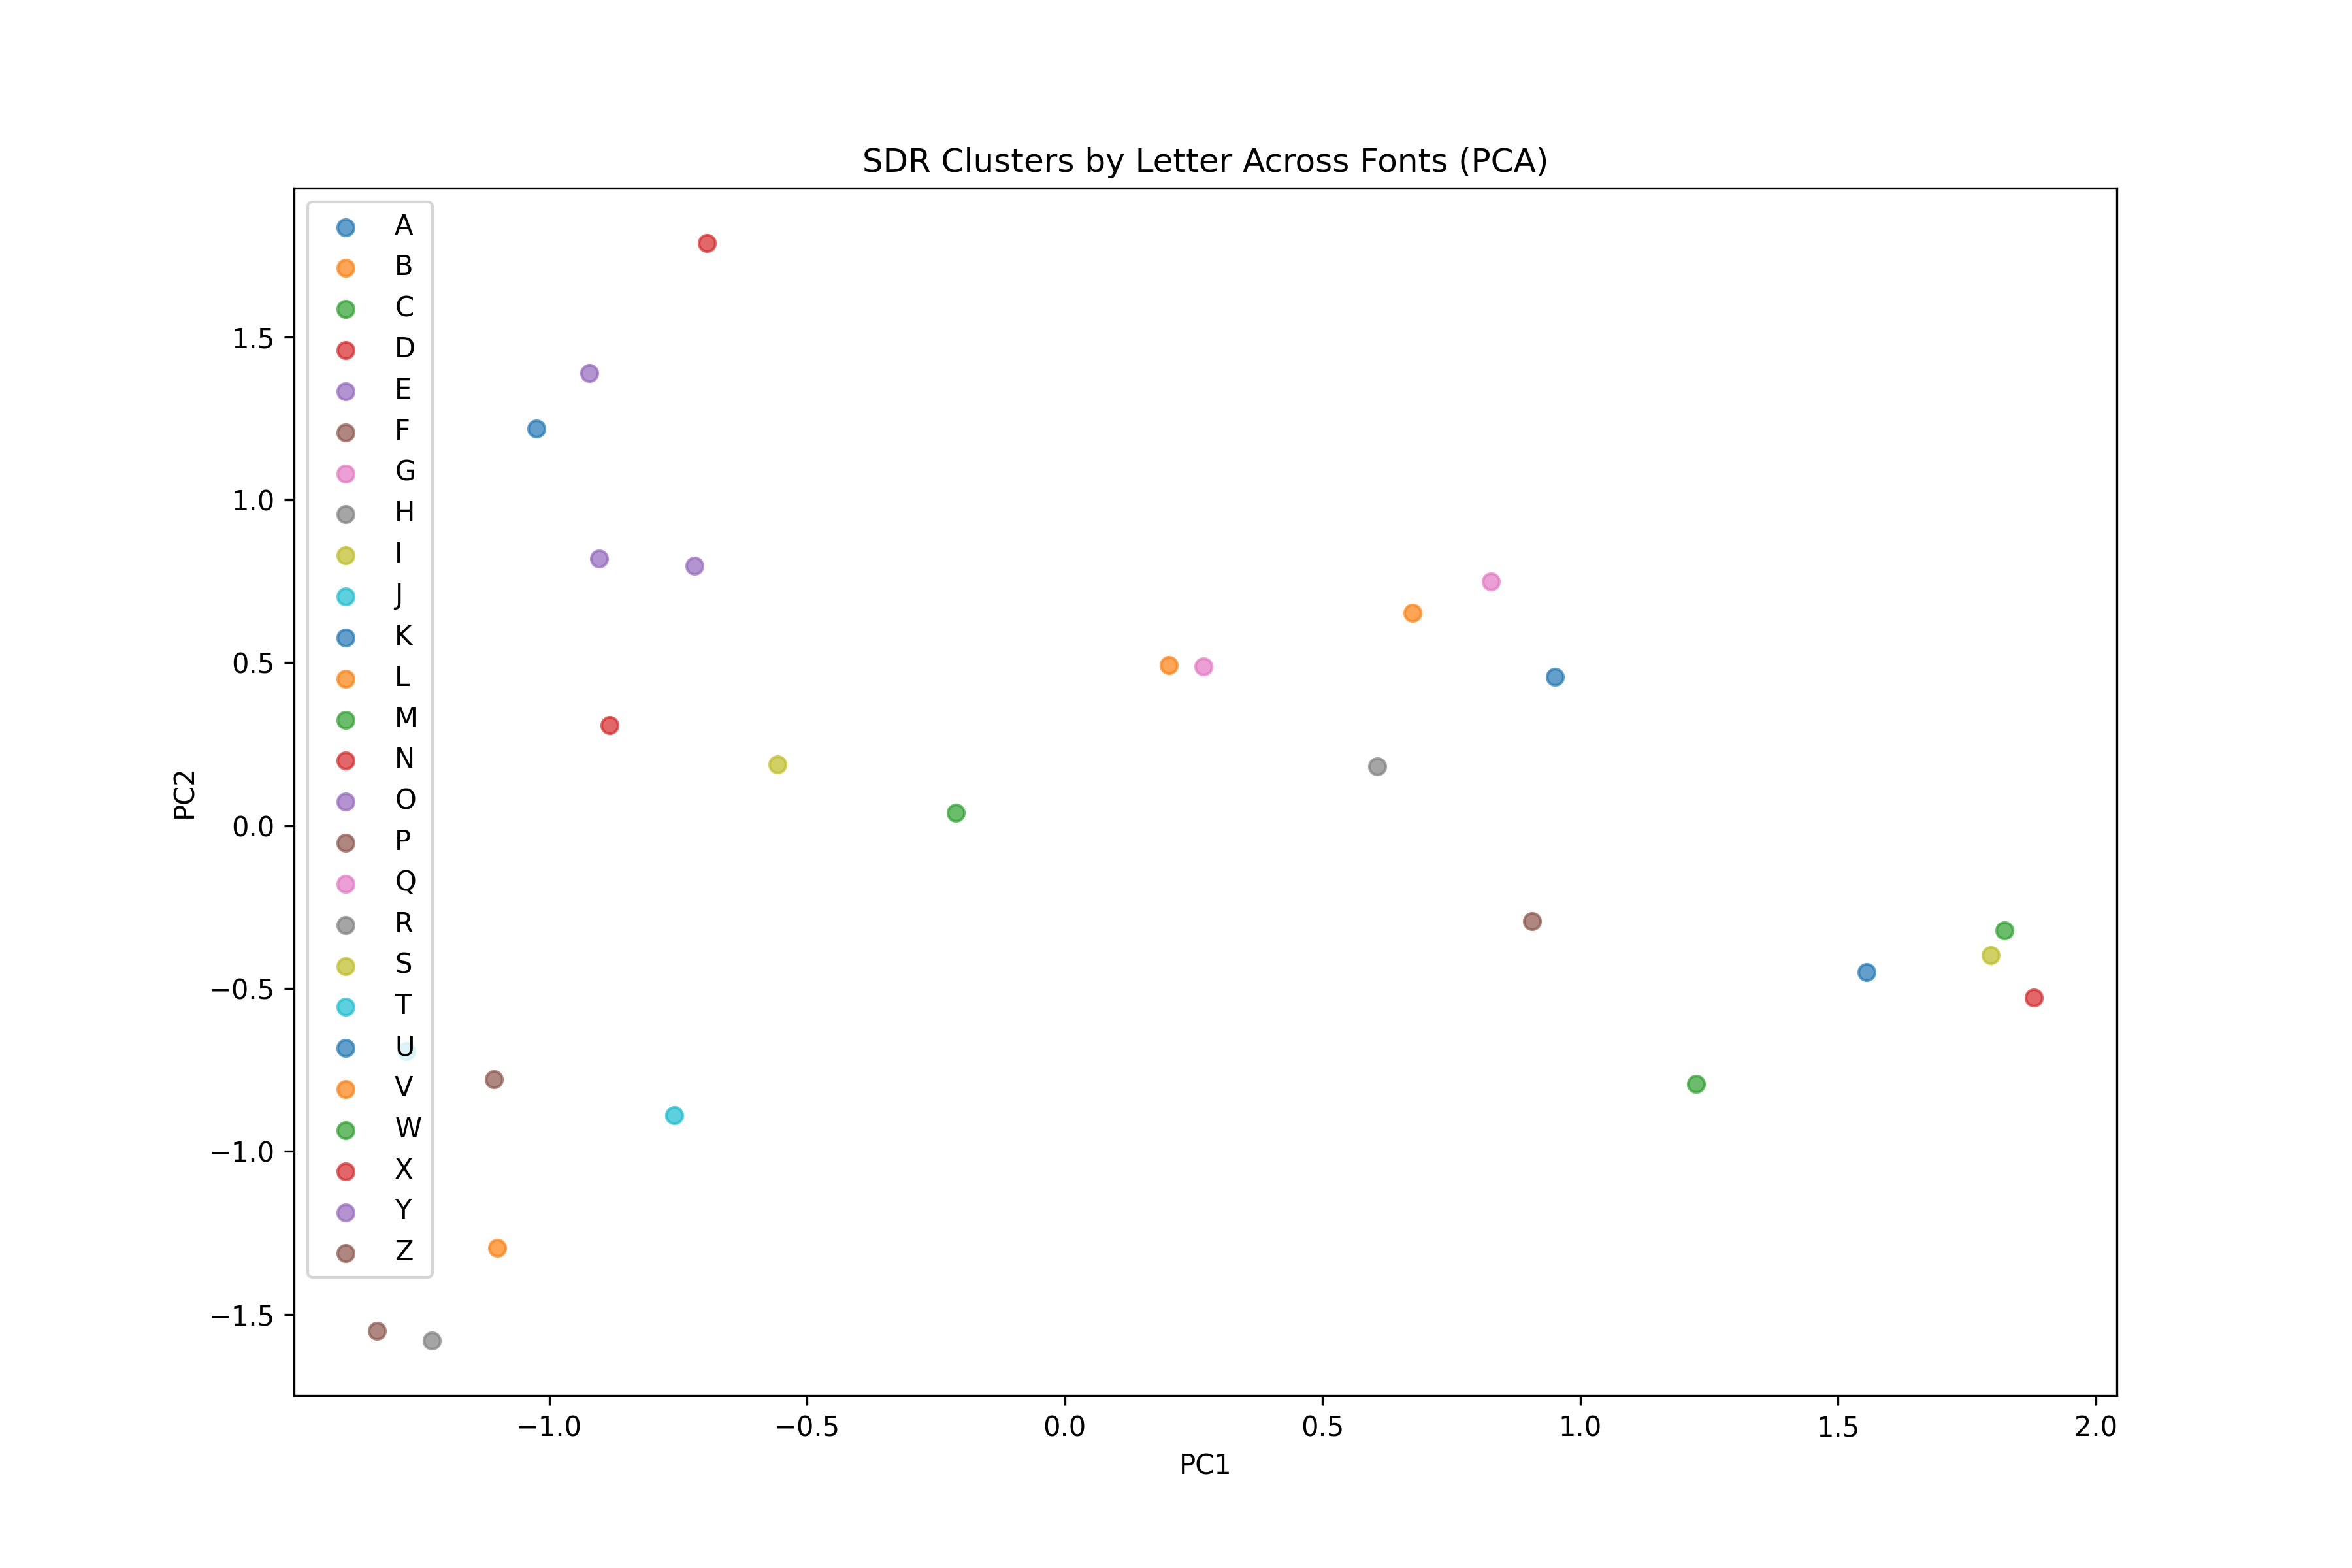 SDR Clusters by Letter Across Fonts (PCA)
A
B
C
D
E
F
G
H
I
J
K
L
M
N
O
P
Q
R
S
T
U
V
W
X
Y
Z
1.5
1.0
0.5
0.0
−0.5
−1.0
−1.5
PC2
−1.0
−0.5
0.0
0.5
1.0
1.5
2.0
PC1